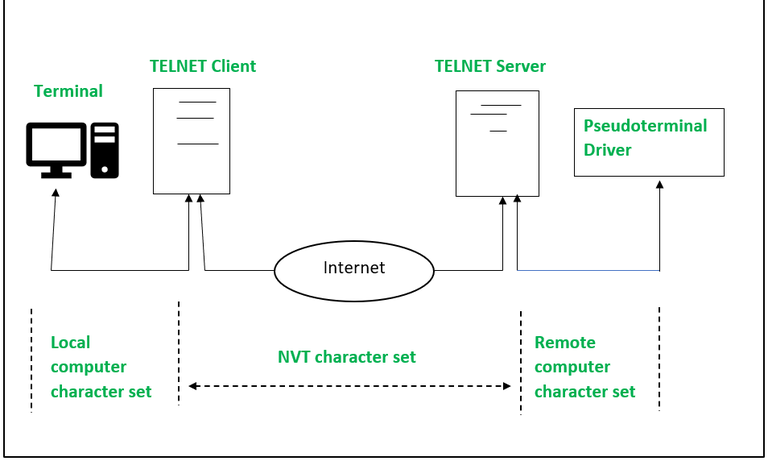 TELNET Client
TELNET Server
Terminal
Pseudoterminal
Driver
Internet
Local
computer
character set
NVT character set
Remote
computer
character set